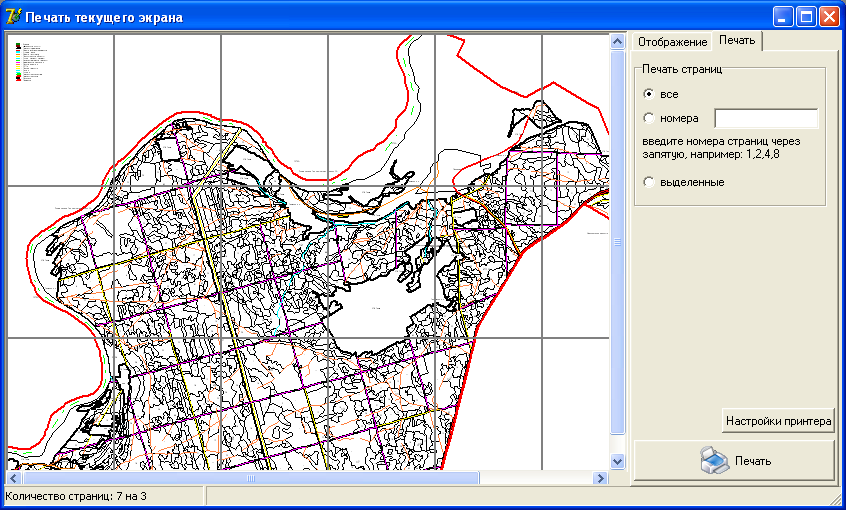 Печать текущего экрана
Отображение
Печать
Печать страниц
все
номера
введите номера страниц через
запятую, например: 1,2,4,8
выделенные
Настройки принтера
Печать
Количество страниц: 7 на 3